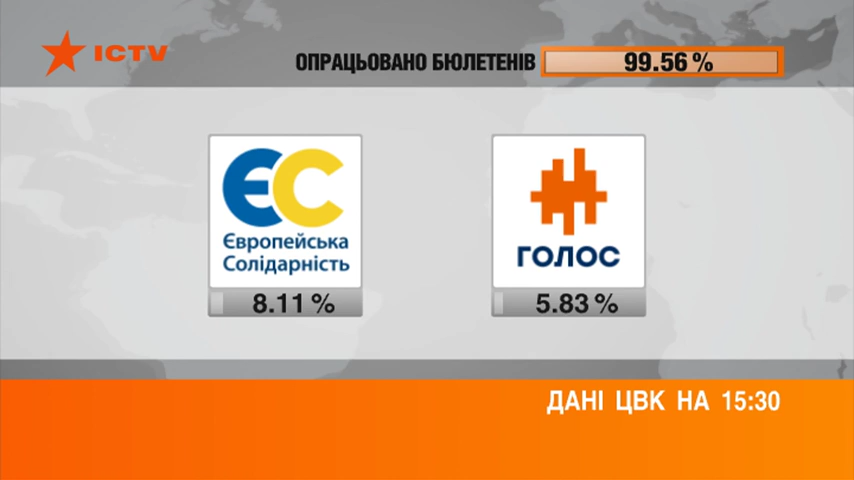 ICTV
ОПРАЦЬОВАНО БЮЛЕТЕНІВ 99.56 %
ЄС
Європейська
Солідарність
8.11 %
ГОЛОС
5.83 %
ДАНІ ЦВК НА 15:30